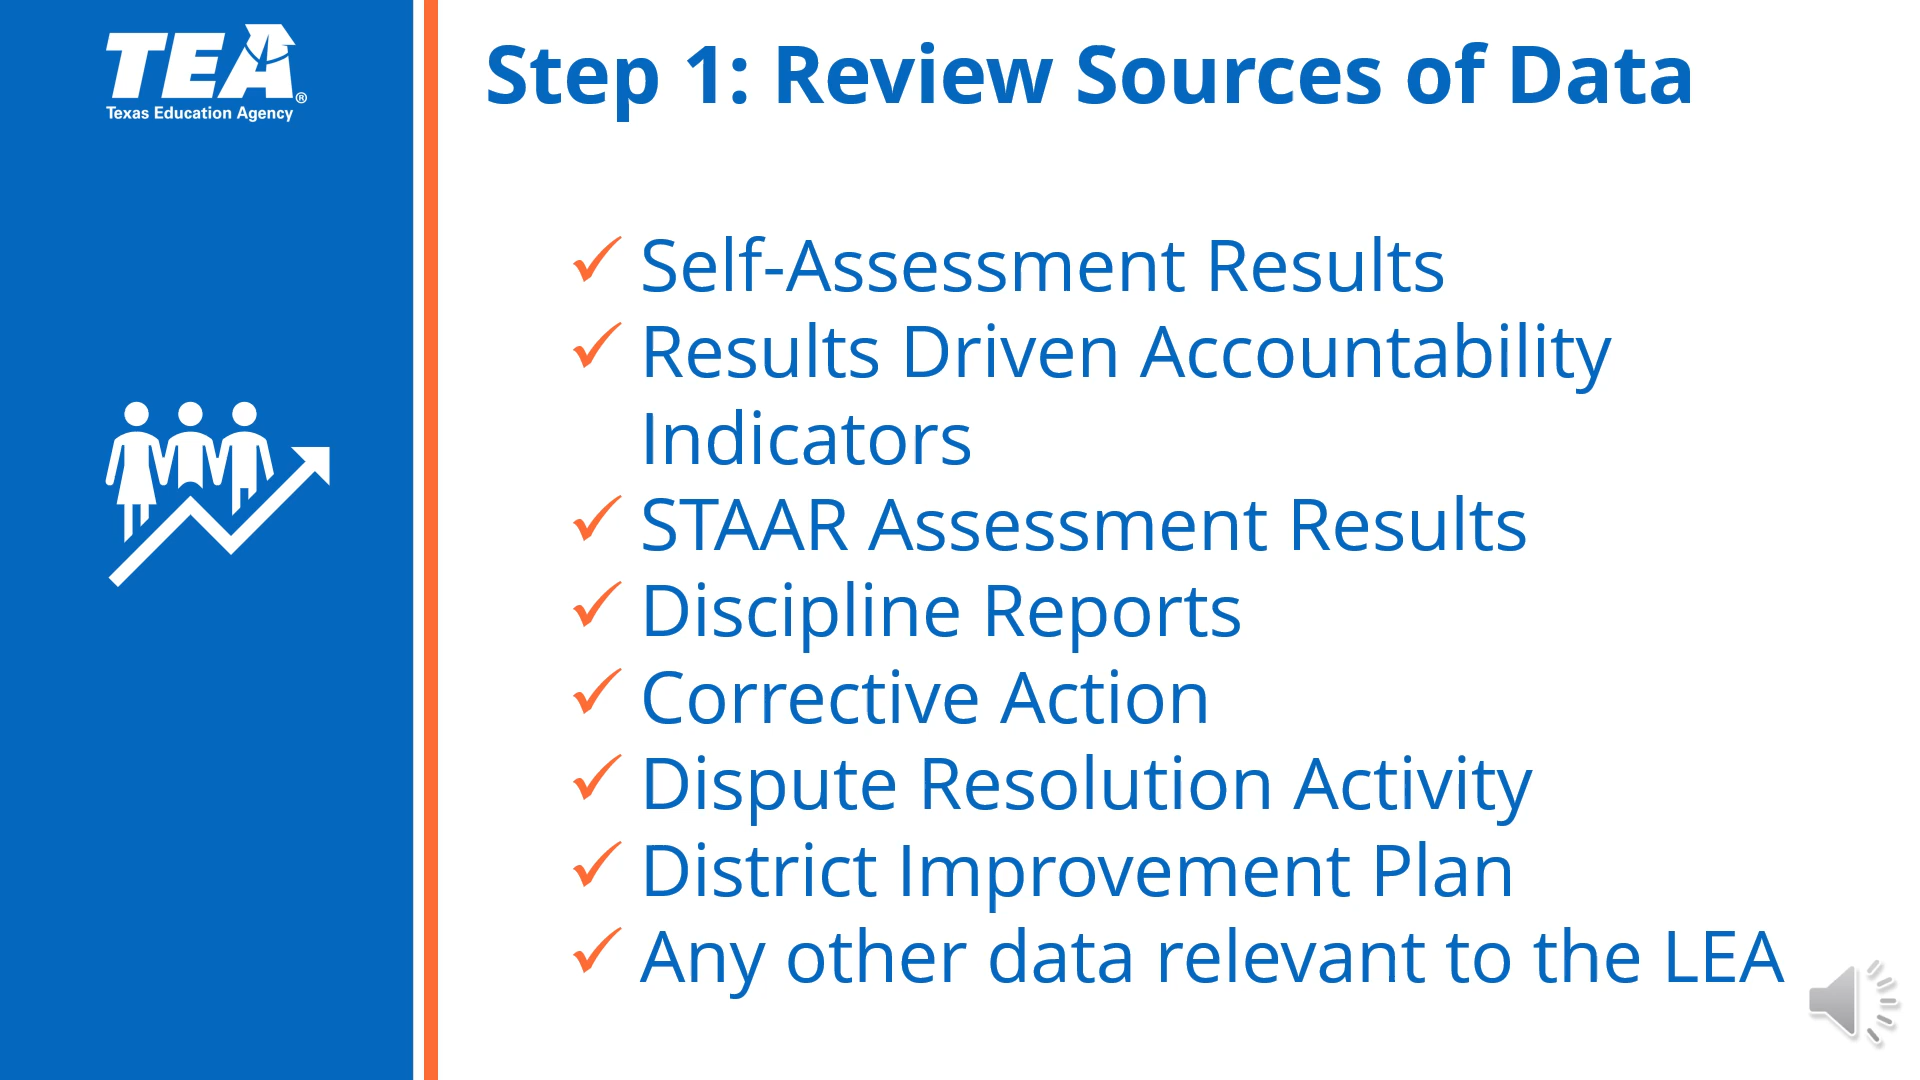 TEA®
Texas Education Agency
Step 1: Review Sources of Data
✓ Self-Assessment Results
✓ Results Driven Accountability
Indicators
✓ STAAR Assessment Results
✓ Discipline Reports
✓ Corrective Action
✓ Dispute Resolution Activity
✓ District Improvement Plan
✓ Any other data relevant to the LEA